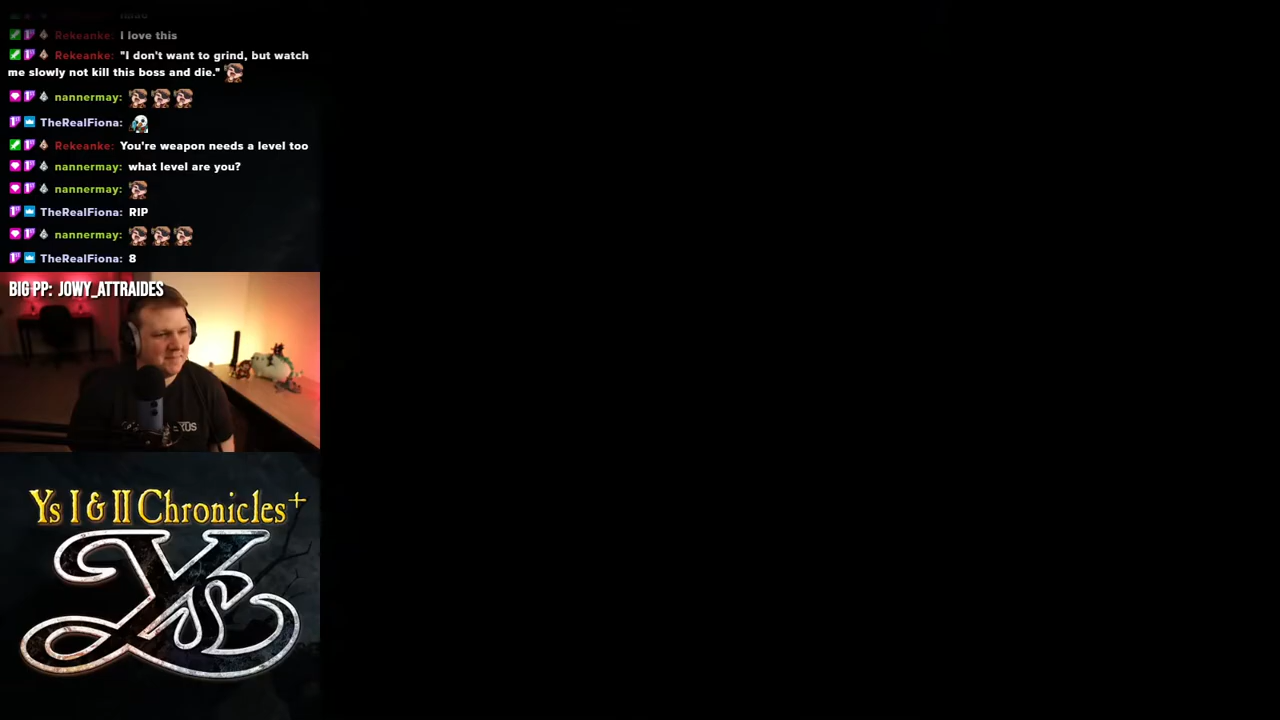 Rekeanke: I love this
Rekeanke: "I don't want to grind, but watch
me slowly not kill this boss and die."
nannermay:
TheRealFiona:
Rekeanke: You're weapon needs a level too
nannermay: what level are you?
nannermay:
TheRealFiona: RIP
nannermay:
TheRealFiona: 8
BIG PP: JOWY_ATTRAIDES
Ys I & II Chronicles+
Ys